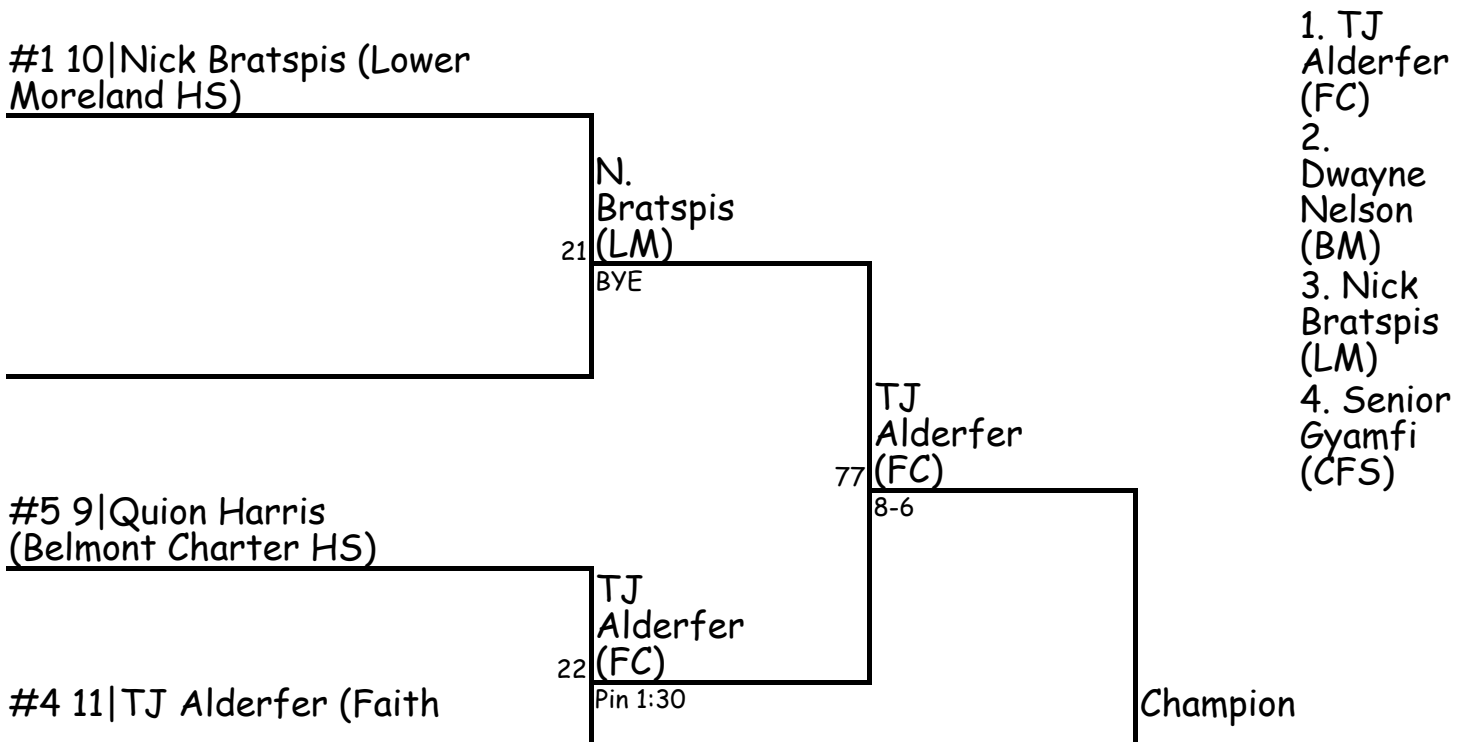 #1 10|Nick Bratspis (Lower
Moreland HS)
N.
Bratspis
21 (LM)
BYE
#5 9|Quion Harris
(Belmont Charter HS)
TJ
Alderfer
22 (FC)
Pin 1:30
#4 11|TJ Alderfer (Faith
TJ
Alderfer
77 (FC)
8-6
Champion
1. TJ
Alderfer
(FC)
2.
Dwayne
Nelson
(BM)
3. Nick
Bratspis
(LM)
4. Senior
Gyamfi
(CFS)